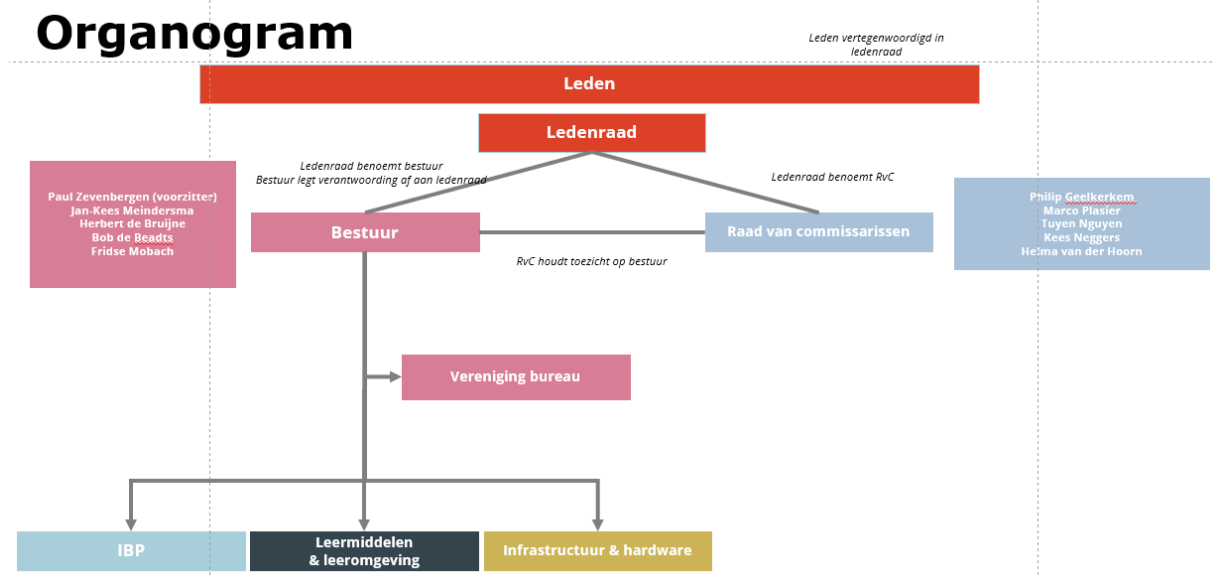 Organogram
Leden vertegenwoordigd in
ledenraad
Leden
Ledenraad
Ledenraad benoemt bestuur
Bestuur legt verantwoording af aan ledenraad
Ledenraad benoemt RvC
Paul Zevenbergen (voorzitter)
Jan-Kees Meindersma
Herbert de Bruijne
Bob de Beadts
Fridse Mobach
Bestuur
Raad van commissarissen
Philip Geelkerkem
Marco Plasier
Tuyen Nguyen
Kees Neggers
Helma van der Hoorn
RvC houdt toezicht op bestuur
Vereniging bureau
IBP
Leermiddelen
& leeromgeving
Infrastructuur & hardware